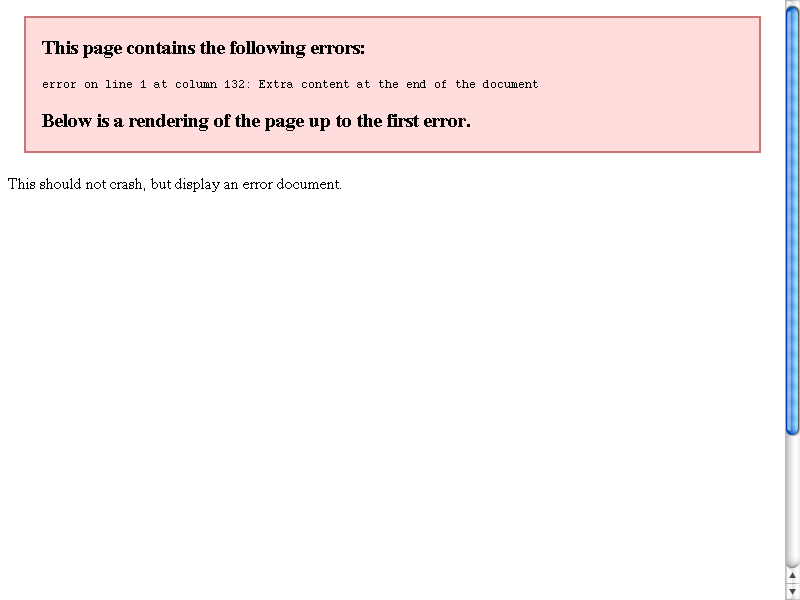 This page contains the following errors:
error on line 1 at column 132: Extra content at the end of the document
Below is a rendering of the page up to the first error.
This should not crash, but display an error document.